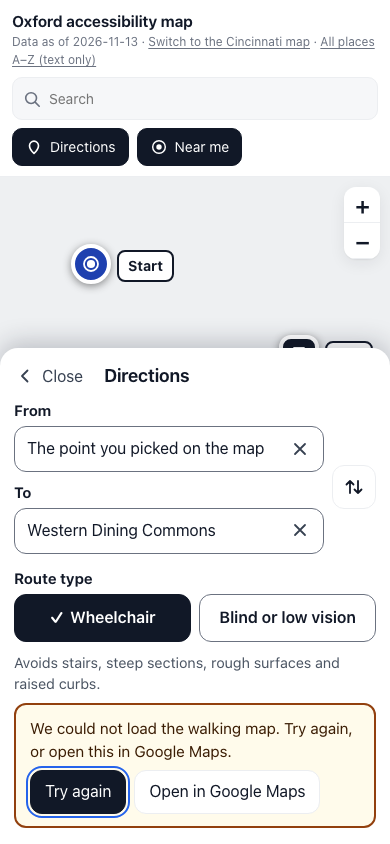 Oxford accessibility map
Data as of 2026-11-13 · Switch to the Cincinnati map · All places
A–Z (text only)
Search
Directions
Near me
+
−
Start
Close
Directions
From
The point you picked on the map
To
Western Dining Commons
Route type
Wheelchair
Blind or low vision
Avoids stairs, steep sections, rough surfaces and
raised curbs.
We could not load the walking map. Try again,
or open this in Google Maps.
Try again
Open in Google Maps